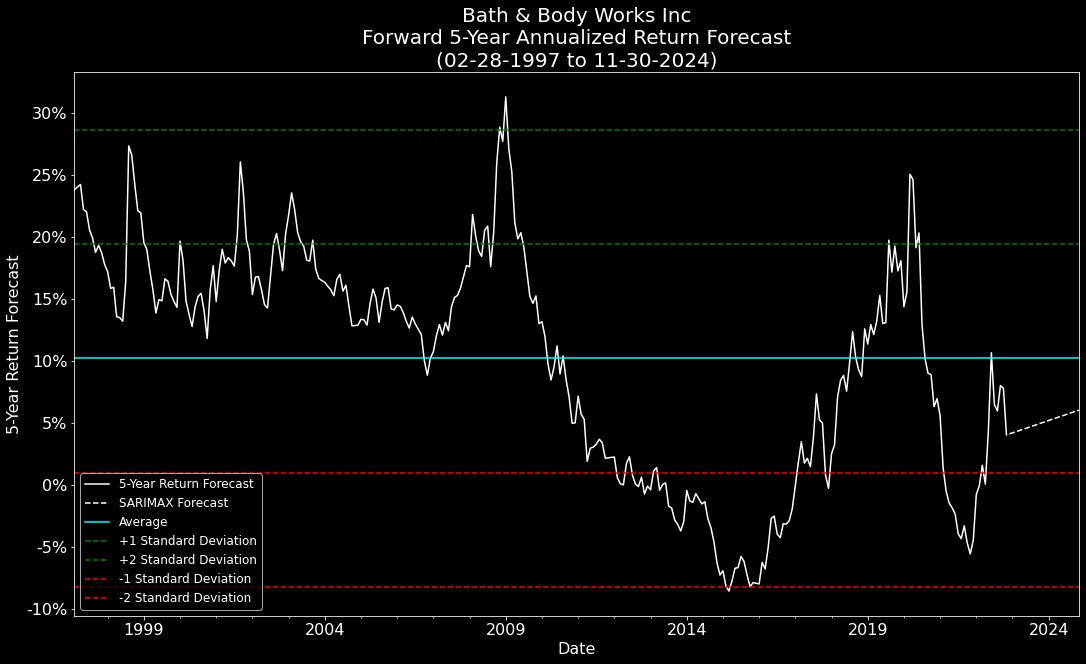 Bath & Body Works Inc
Forward 5-Year Annualized Return Forecast
(02-28-1997 to 11-30-2024)
5-Year Return Forecast
30%
25%
20%
15%
10%
5%
0%
-5%
-10%
5-Year Return Forecast
SARIMAX Forecast
Average
+1 Standard Deviation
+2 Standard Deviation
-1 Standard Deviation
-2 Standard Deviation
1999 2004 2009 2014 2019 2024
Date